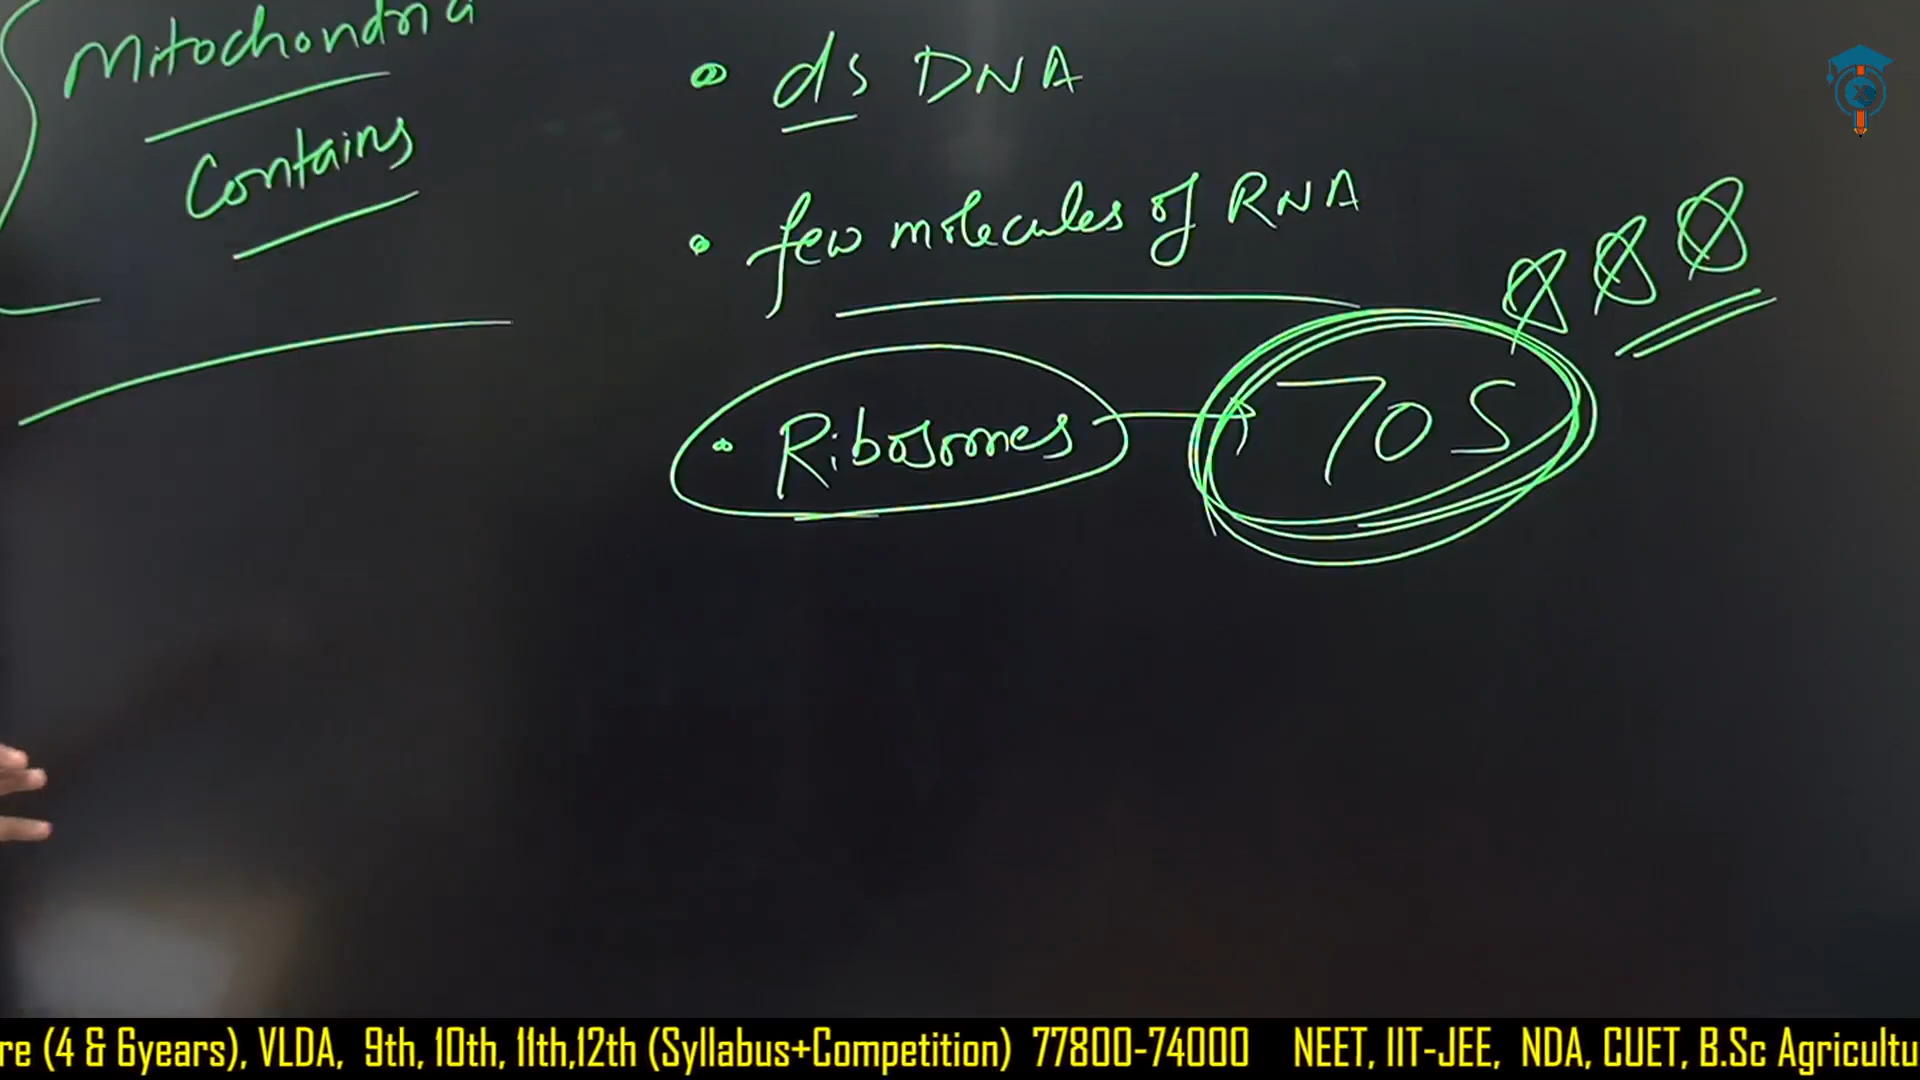 Mitochondria
Contains
• ds DNA
• few molecules of RNA
• Ribosomes → 70S
re (4 & 6years), VLDA, 9th, 10th, 11th,12th (Syllabus+Competition) 77800-74000 NEET, IIT-JEE, NDA, CUET, B.Sc Agricultu